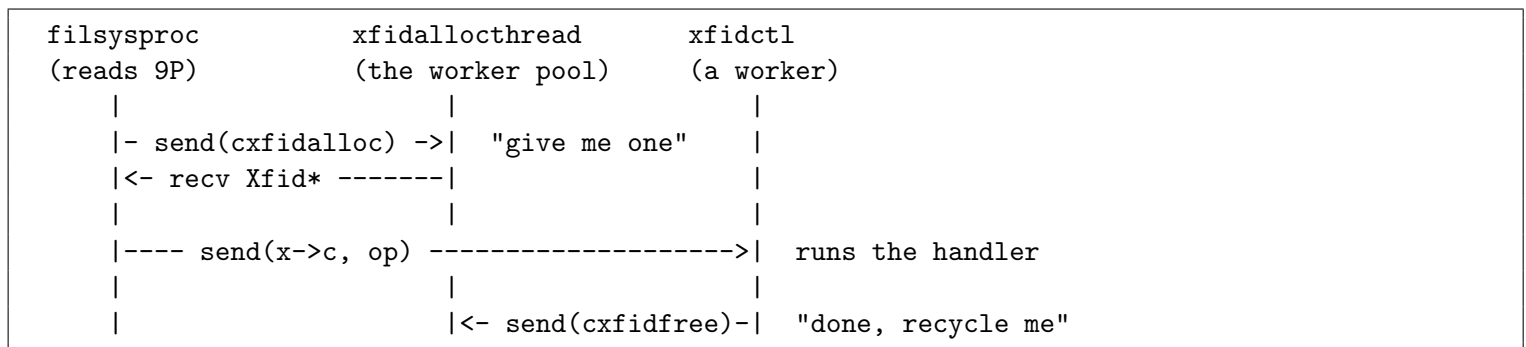 filsysproc          xfidallocthread       xfidctl
(reads 9P)          (the worker pool)     (a worker)
    |                     |                   |
    |- send(cxfidalloc) ->|  "give me one"    |
    |<- recv Xfid* -------|                   |
    |                     |                   |
    |---- send(x->c, op) -------------------->|  runs the handler
    |                     |                   |
    |                     |<- send(cxfidfree)-|  "done, recycle me"